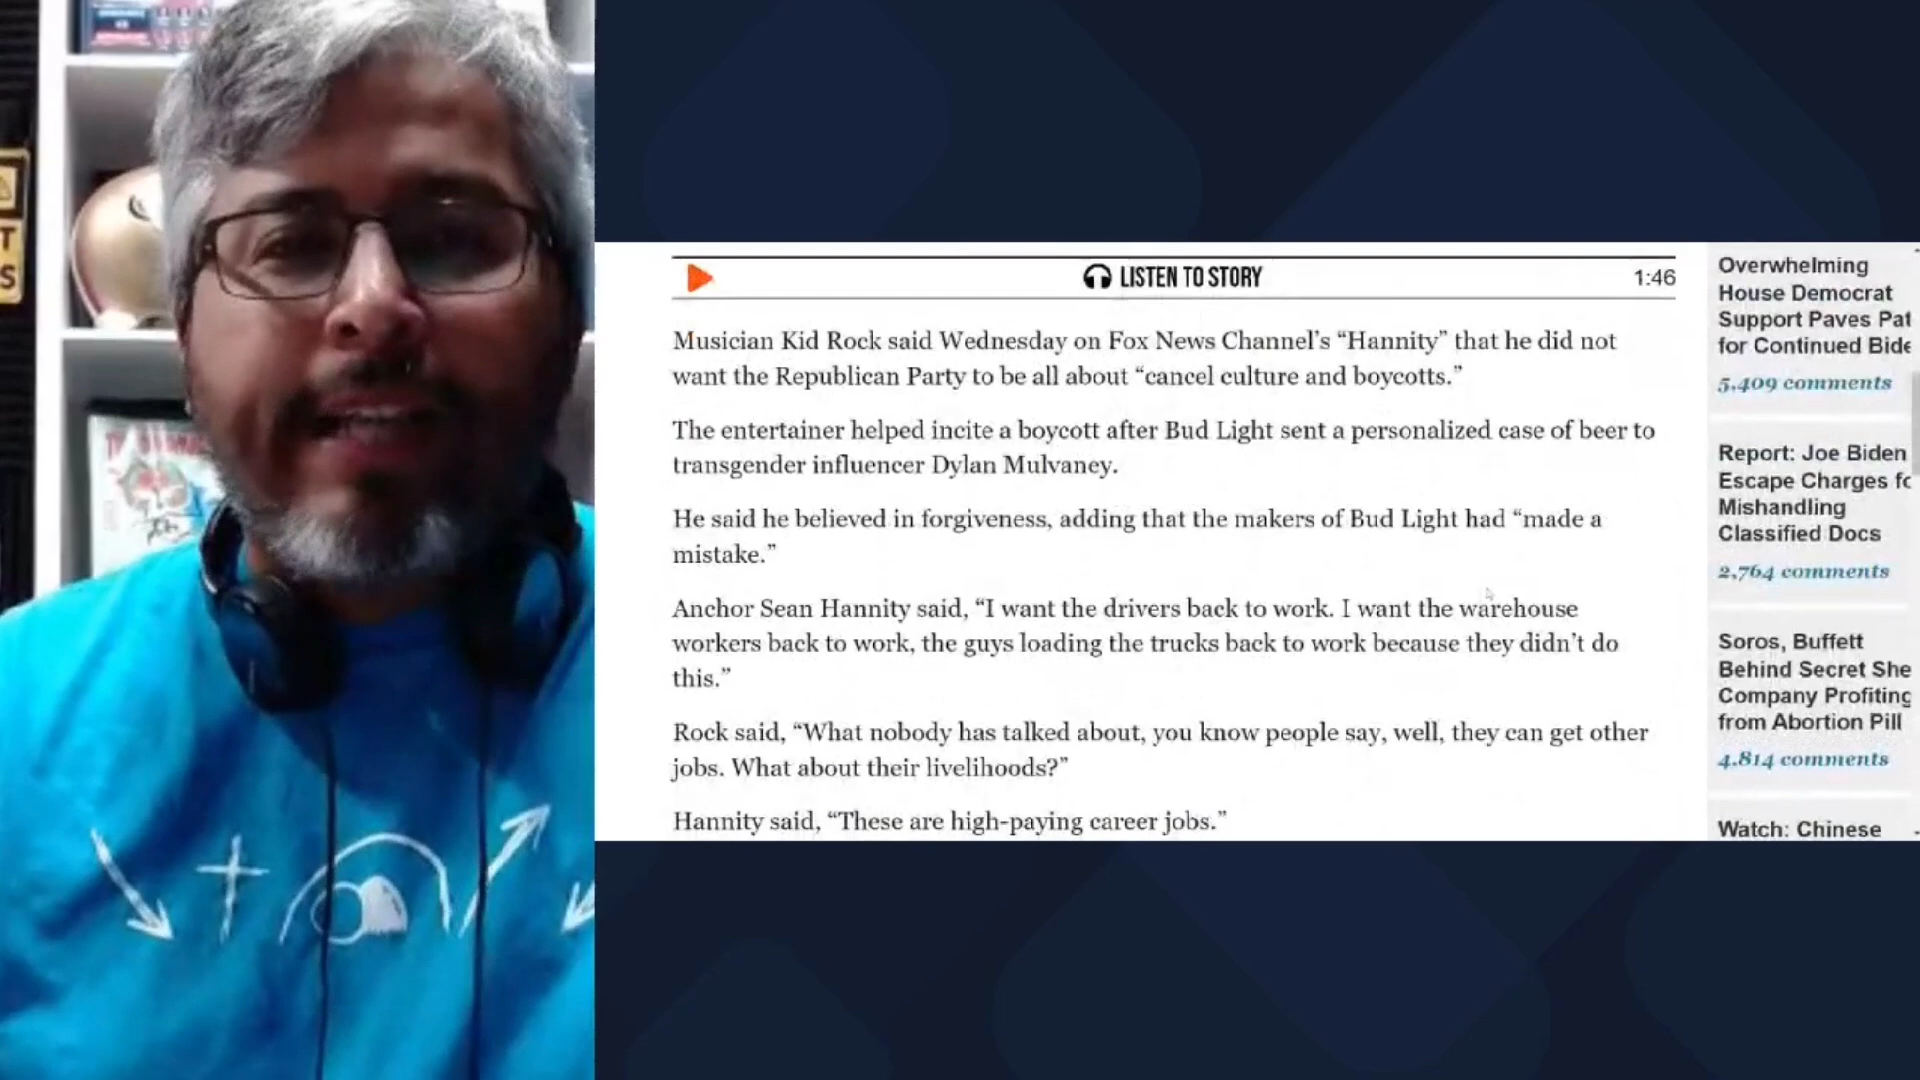 T
S
LISTEN TO STORY
1:46
Musician Kid Rock said Wednesday on Fox News Channel’s “Hannity” that he did not
want the Republican Party to be all about “cancel culture and boycotts.”
The entertainer helped incite a boycott after Bud Light sent a personalized case of beer to
transgender influencer Dylan Mulvaney.
He said he believed in forgiveness, adding that the makers of Bud Light had “made a
mistake.”
Anchor Sean Hannity said, “I want the drivers back to work. I want the warehouse
workers back to work, the guys loading the trucks back to work because they didn’t do
this.”
Rock said, “What nobody has talked about, you know people say, well, they can get other
jobs. What about their livelihoods?”
Hannity said, “These are high-paying career jobs.”
Overwhelming
House Democrat
Support Paves Pat
for Continued Bide
5,409 comments
Report: Joe Biden
Escape Charges fo
Mishandling
Classified Docs
2,764 comments
Soros, Buffett
Behind Secret She
Company Profiting
from Abortion Pill
4,814 comments
Watch: Chinese